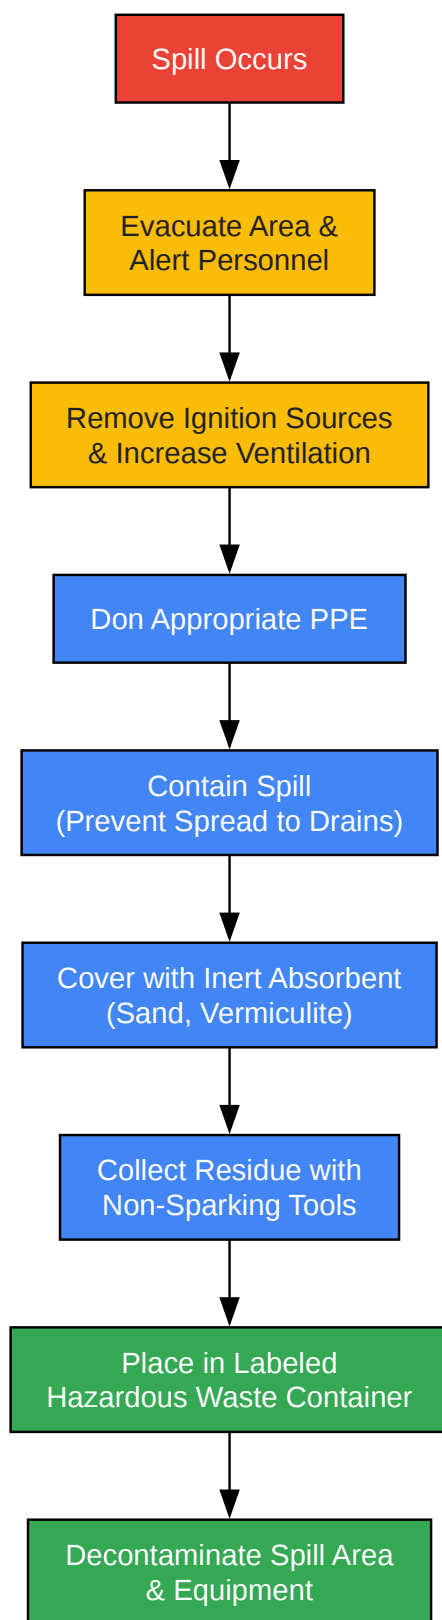 Spill Occurs
Evacuate Area &
Alert Personnel
Remove Ignition Sources
& Increase Ventilation
Don Appropriate PPE
Contain Spill
(Prevent Spread to Drains)
Cover with Inert Absorbent
(Sand, Vermiculite)
Collect Residue with
Non-Sparking Tools
Place in Labeled
Hazardous Waste Container
Decontaminate Spill Area
& Equipment